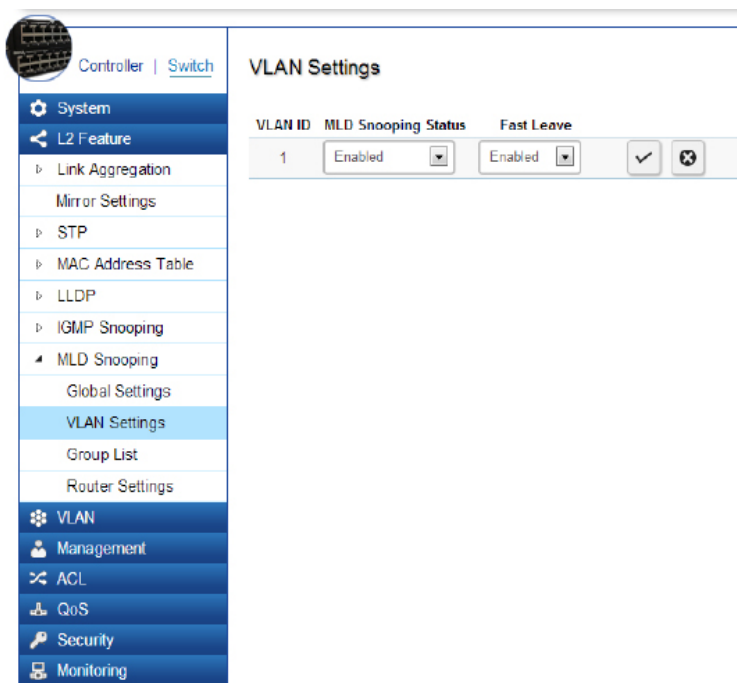 Controller | Switch
System
L2 Feature
Link Aggregation
Mirror Settings
STP
MAC Address Table
LLDP
IGMP Snooping
MLD Snooping
Global Settings
VLAN Settings
Group List
Router Settings
VLAN
Management
ACL
QoS
Security
Monitoring
VLAN Settings
VLAN ID MLD Snooping Status Fast Leave
1 Enabled Enabled